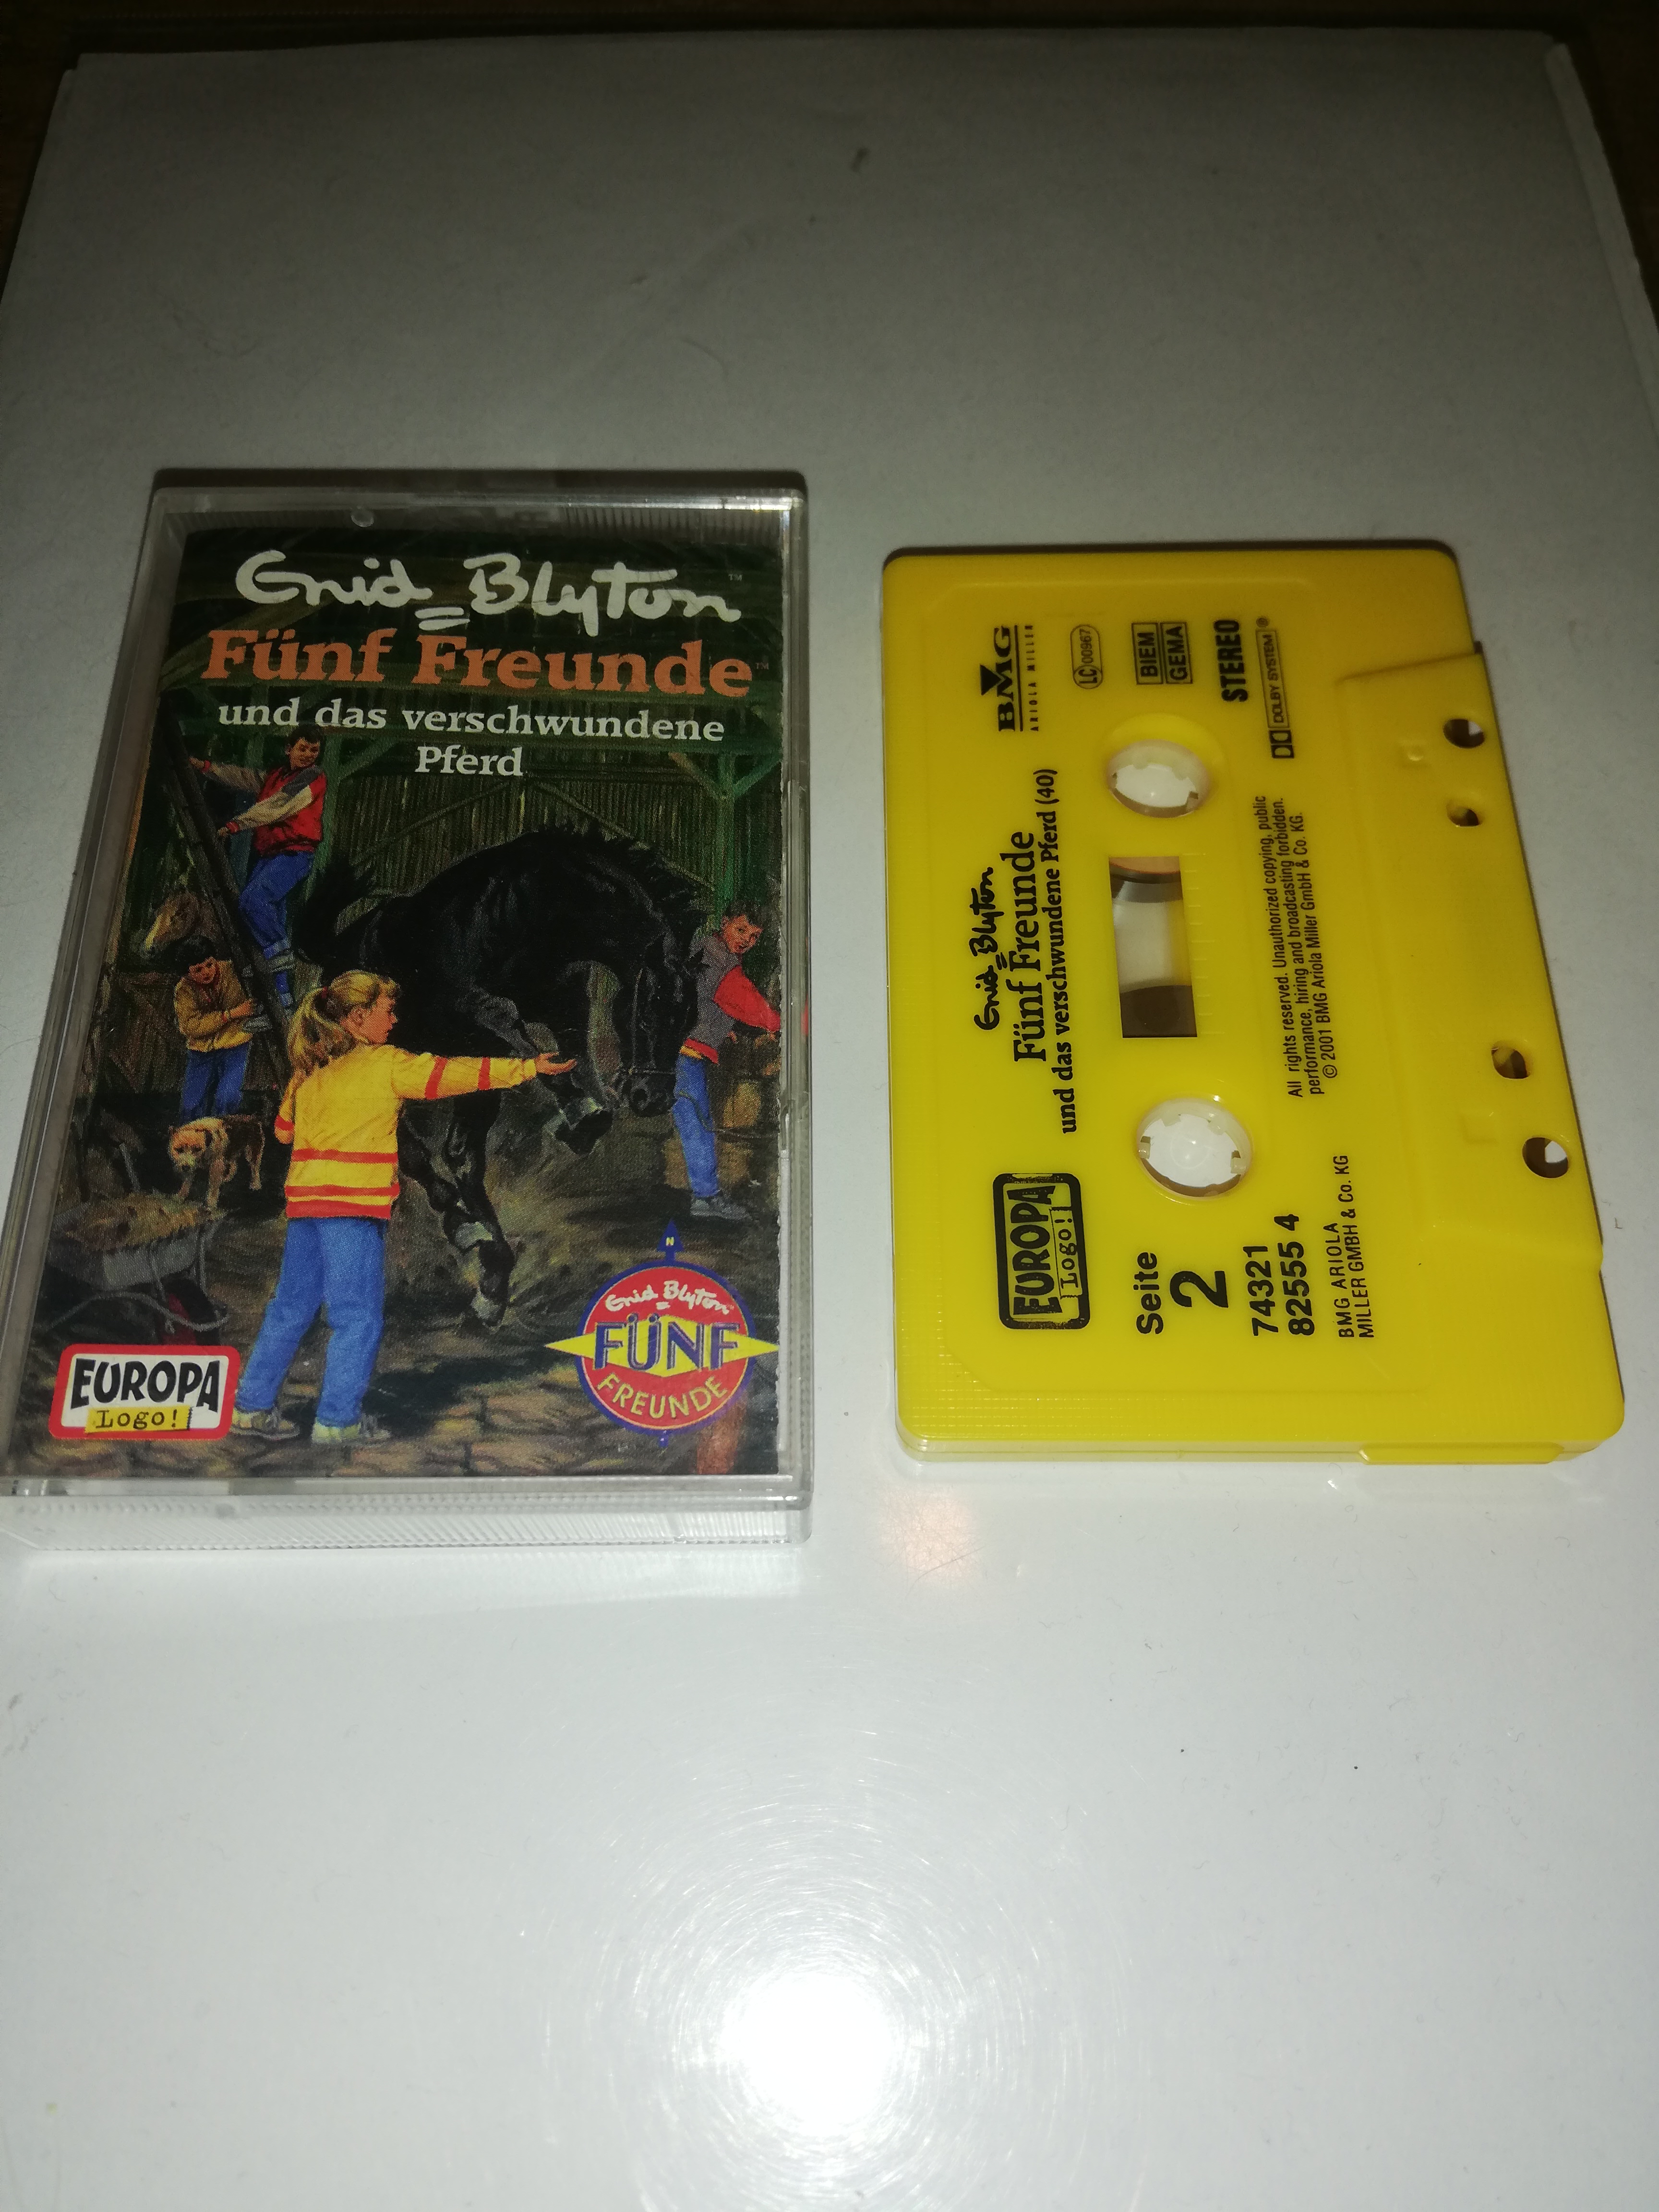 Enid Blyton™
Fünf Freunde™
und das verschwundene
Pferd
EUROPA
Logo!
N
Enid Blyton
FÜNF
FREUNDE
EUROPA
Logo!
Enid Blyton
Fünf Freunde
und das verschwundene Pferd (40)
BMG
ARIOLA MILLER
LC 00967
Seite
2
BIEM
GEMA
STEREO
DOLBY SYSTEM®
74321
82555 4
BMG ARIOLA
MILLER GMBH & Co. KG
All rights reserved. Unauthorized copying, public
performance, hiring and broadcasting forbidden.
© 2001 BMG Ariola Miller GmbH & Co. KG.